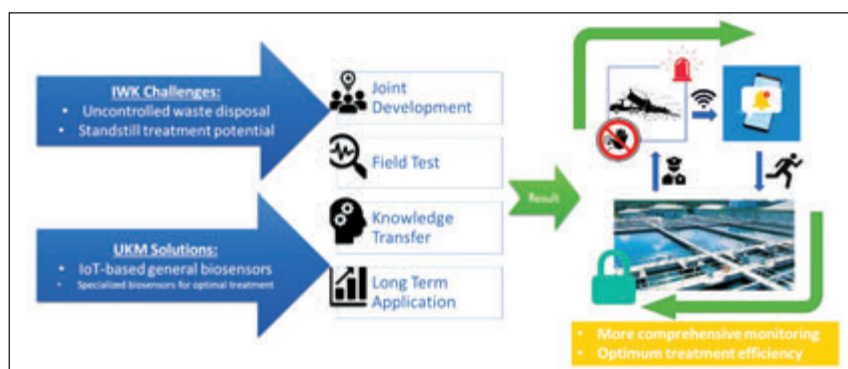 IWK Challenges:
• Uncontrolled waste disposal
• Standstill treatment potential
UKM Solutions:
• IoT-based general biosensors
• Specialized biosensors for optimal treatment
Joint
Development
Field Test
Knowledge
Transfer
Long Term
Application
Result
• More comprehensive monitoring
• Optimum treatment efficiency